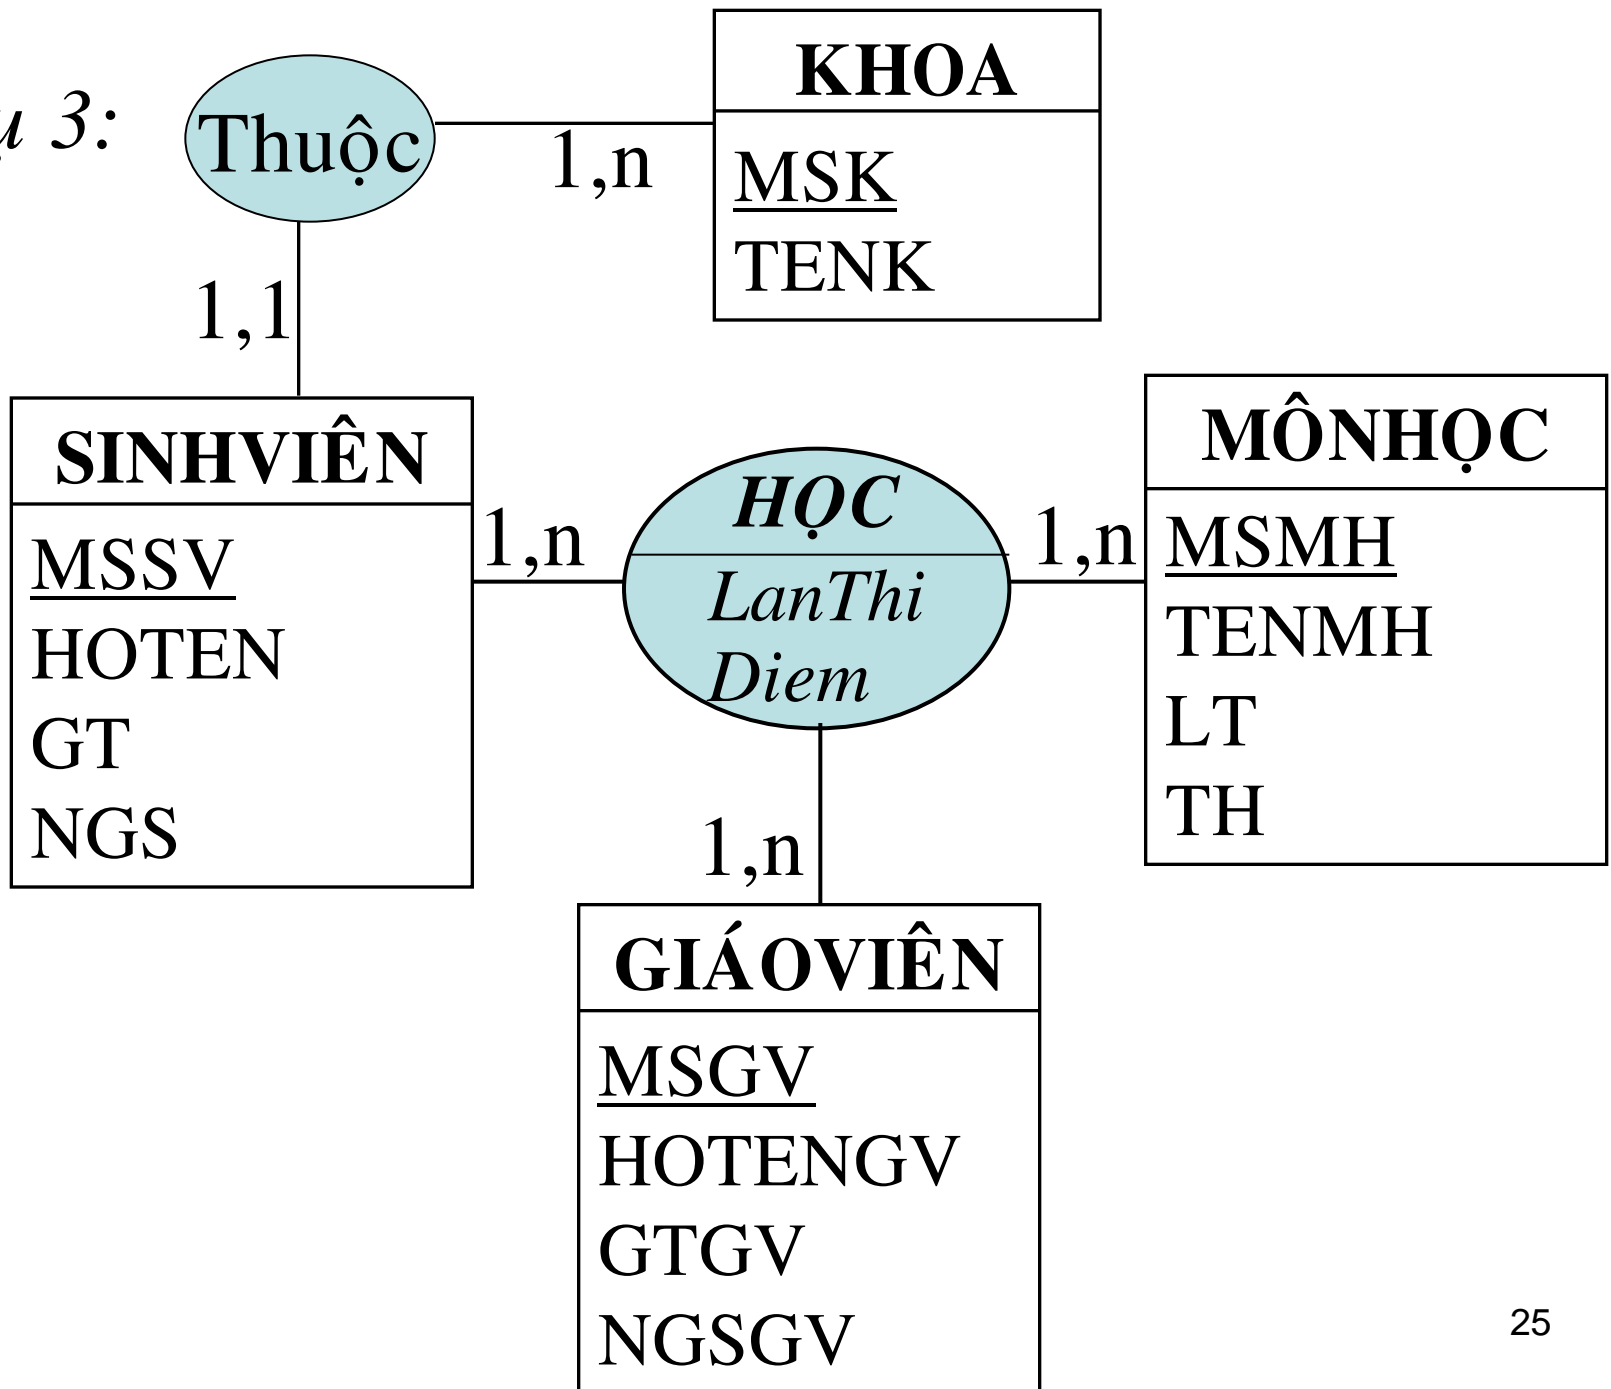 3:
Thuộc
1,n
KHOA
MSK
TENK
1,1
SINHVIÊN
MSSV
HOTEN
GT
NGS
1,n
HỌC
LanThi
Diem
1,n
MÔNHỌC
MSMH
TENMH
LT
TH
1,n
GIÁOVIÊN
MSGV
HOTENGV
GTGV
NGSGV
25